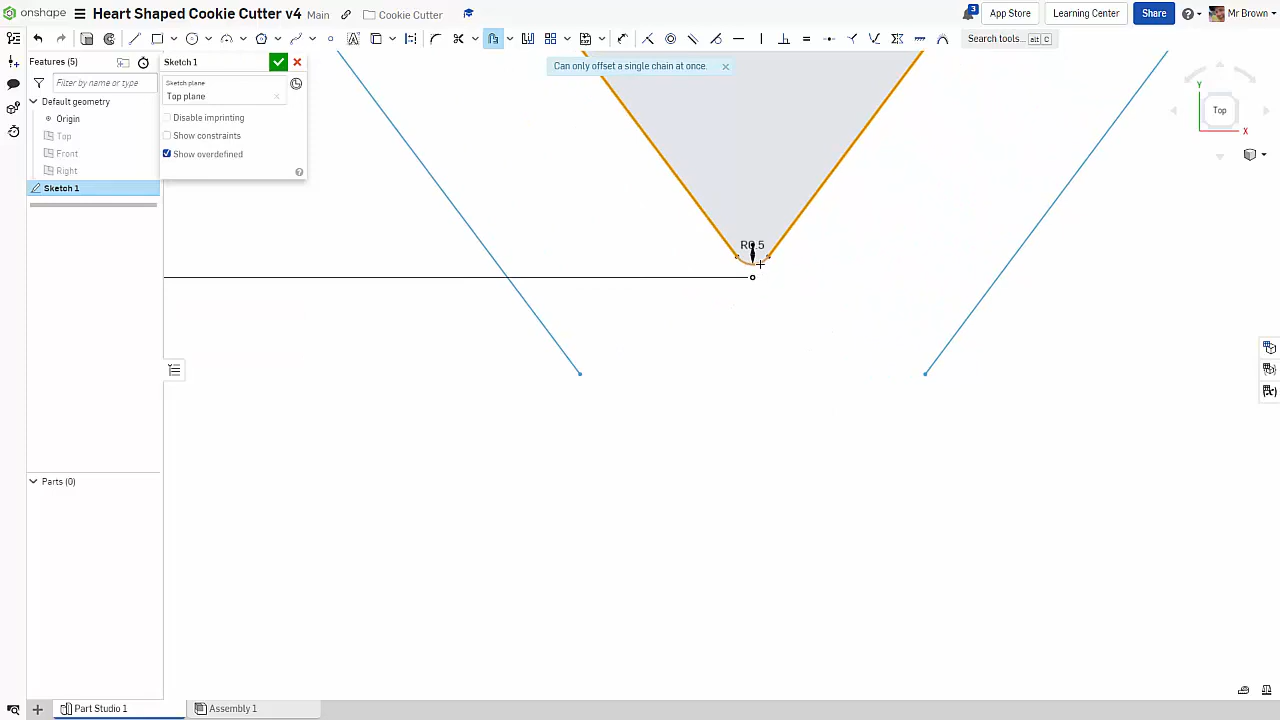 onshape
Heart Shaped Cookie Cutter v4 Main Cookie Cutter
3 App Store Learning Center Share Mr Brown
Search tools... alt C
Features (5)
Filter by name or type
Default geometry
Origin
Top
Front
Right
Sketch 1
Sketch 1
Sketch plane
Top plane
Disable imprinting
Show constraints
Show overdefined
Can only offset a single chain at once.
Y
Top
X
R0.5
Parts (0)
Part Studio 1 Assembly 1